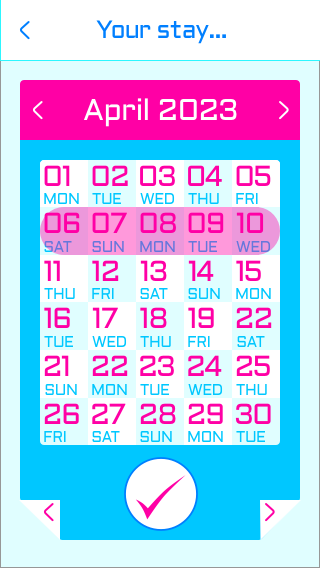 Your stay...
April 2023
01 02 03 04 05
MON TUE WED THU FRI
06 07 08 09 10
SAT SUN MON TUE WED
11 12 13 14 15
THU FRI SAT SUN MON
16 17 18 19 22
TUE WED THU FRI SAT
21 22 23 24 25
SUN MON TUE WED THU
26 27 28 29 30
FRI SAT SUN MON TUE